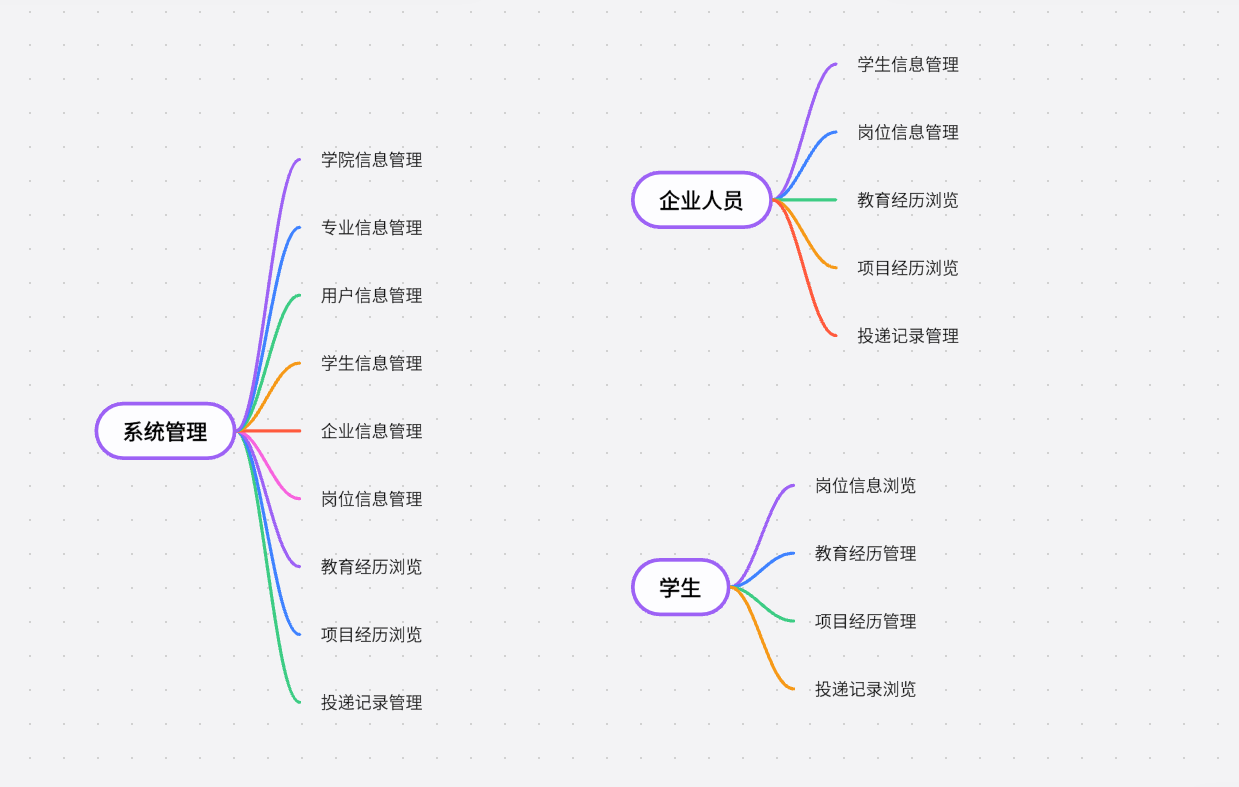 系统管理
学院信息管理
专业信息管理
用户信息管理
学生信息管理
企业信息管理
岗位信息管理
教育经历浏览
项目经历浏览
投递记录管理
企业人员
学生信息管理
岗位信息管理
教育经历浏览
项目经历浏览
投递记录管理
学生
岗位信息浏览
教育经历管理
项目经历管理
投递记录浏览